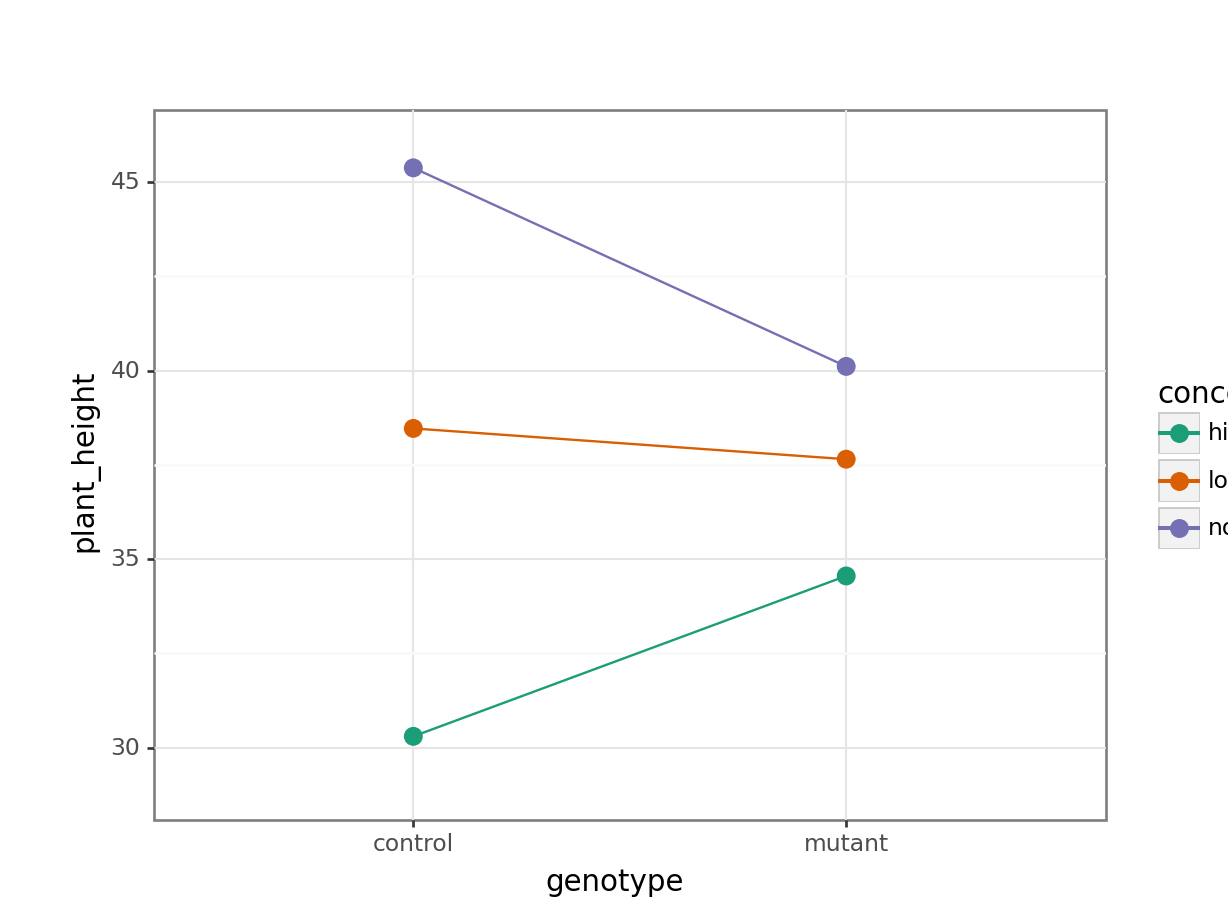 45
40
35
30
plant_height
control mutant
genotype
conc
hi
lo
no